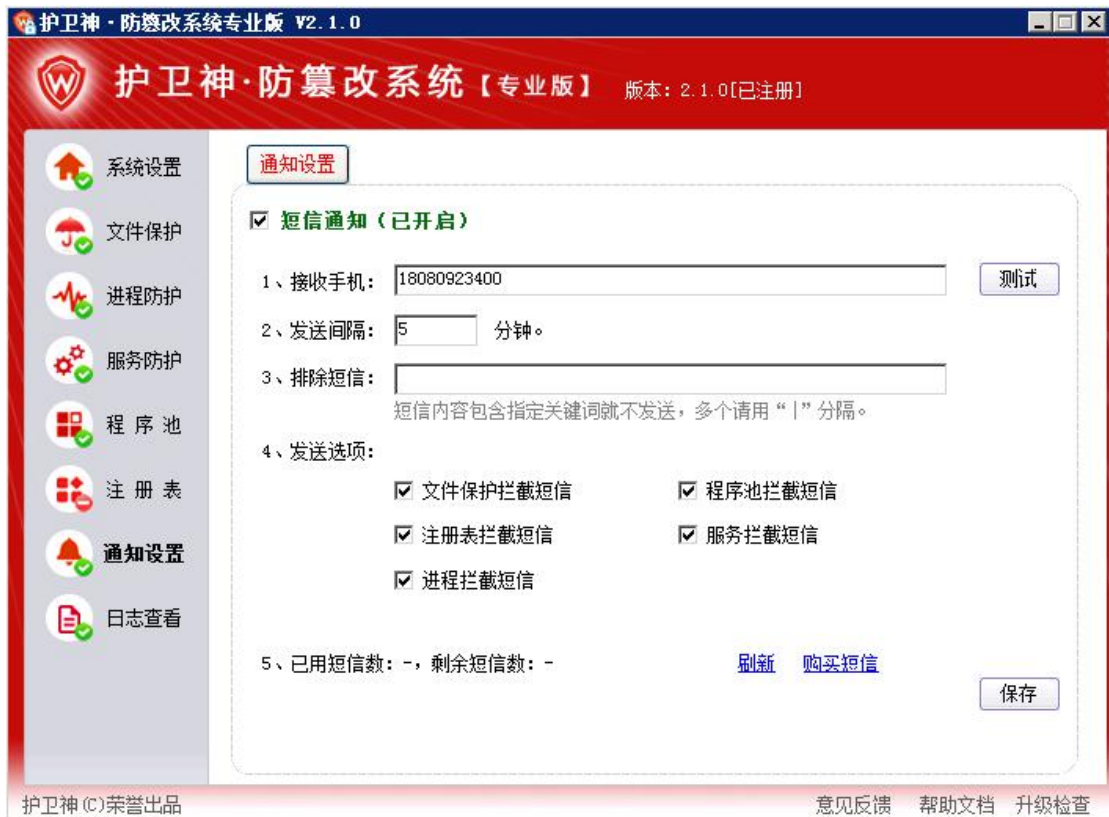 护卫神·防篡改系统专业版 V2.1.0
护卫神·防篡改系统【专业版】 版本：2.1.0[已注册]
系统设置
文件保护
进程防护
服务防护
程 序 池
注 册 表
通知设置
日志查看
通知设置
短信通知（已开启）
1、接收手机： 18080923400 测试
2、发送间隔： 5 分钟。
3、排除短信：
短信内容包含指定关键词就不发送，多个请用“|”分隔。
4、发送选项：
文件保护拦截短信 程序池拦截短信
注册表拦截短信 服务拦截短信
进程拦截短信
5、已用短信数：-，剩余短信数：- 刷新 购买短信
保存
护卫神(C)荣誉出品 意见反馈 帮助文档 升级检查